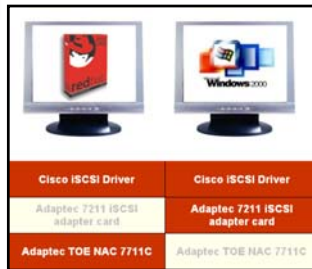 redhat
Windows 2000
Cisco iSCSI Driver
Cisco iSCSI Driver
Adaptec 7211 iSCSI
adapter card
Adaptec 7211 iSCSI
adapter card
Adaptec TOE NAC 7711C
Adaptec TOE NAC 7711C